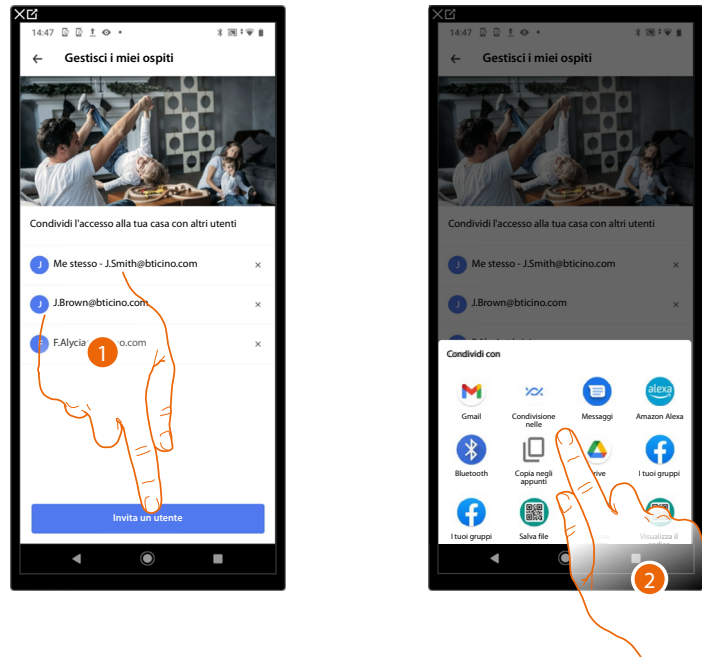 14:47
Gestisci i miei ospiti
Condividi l'accesso alla tua casa con altri utenti
J Me stesso - J.Smith@bticino.com ×
J J.Brown@bticino.com ×
F.Alycia o.com ×
1
Invita un utente
14:47
Gestisci i miei ospiti
Condividi l'accesso alla tua casa con altri utenti
J Me stesso - J.Smith@bticino.com ×
J J.Brown@bticino.com ×
Condividi con
alexa
Gmail
Condivisione
nelle
Messaggi
Amazon Alexa
Bluetooth
Copia negli
appunti
I tuoi gruppi
I tuoi gruppi
Salva file
Visualizza il
2